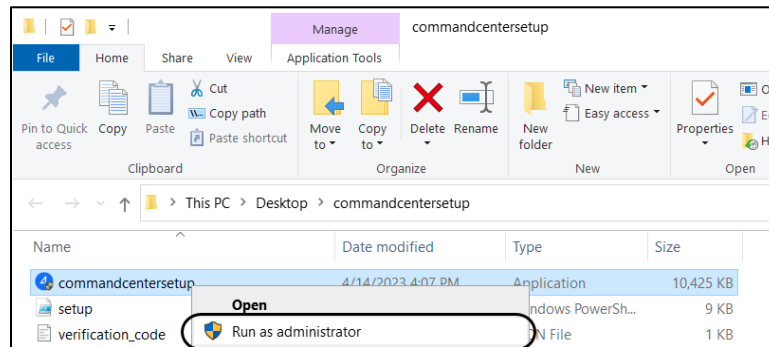 Manage commandcentersetup
File Home Share View Application Tools
Cut
Copy path
Paste shortcut
Pin to Quick access
Copy
Paste
Move to
Copy to
Delete
Rename
New folder
New item
Easy access
Properties
Clipboard Organize New Open
This PC > Desktop > commandcentersetup
Name Date modified Type Size
commandcentersetup 4/14/2023 4:07 PM Application 10,425 KB
setup Open ndows PowerSh... 9 KB
verification_code Run as administrator N File 1 KB